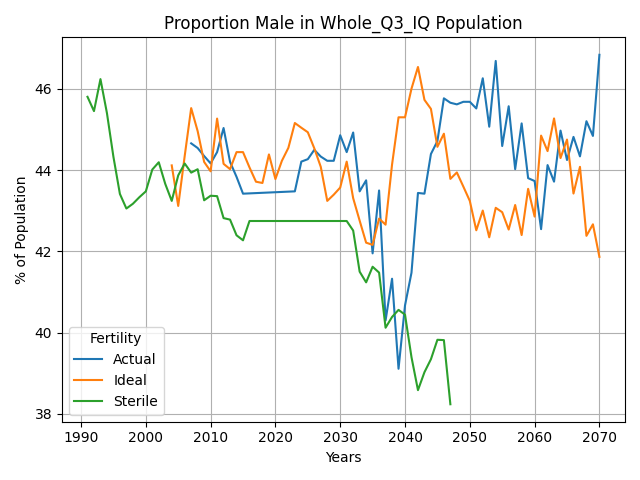 Proportion Male in Whole_Q3_IQ Population
% of Population
46
44
42
40
38
Fertility
Actual
Ideal
Sterile
1990 2000 2010 2020 2030 2040 2050 2060 2070
Years